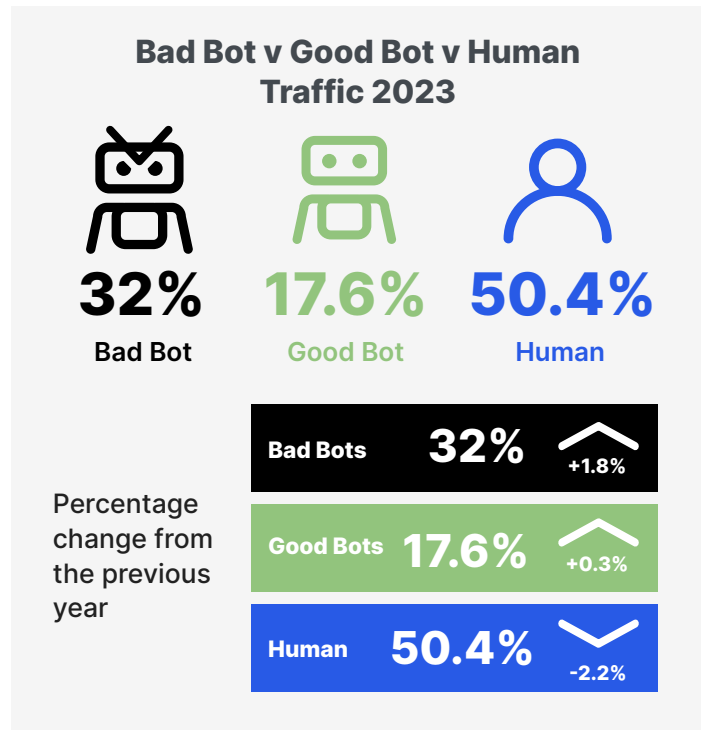 Bad Bot v Good Bot v Human
Traffic 2023
32%
17.6%
50.4%
Bad Bot
Good Bot
Human
Percentage
change from
the previous
year
Bad Bots 32% +1.8%
Good Bots 17.6% +0.3%
Human 50.4% -2.2%